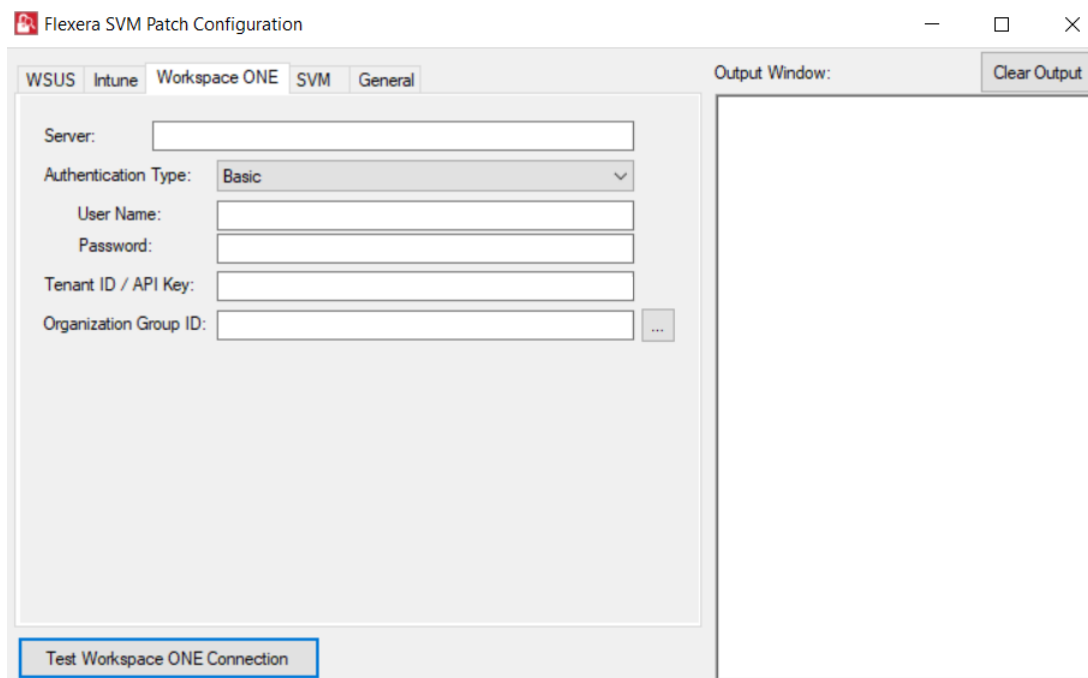 Flexera SVM Patch Configuration
WSUS Intune Workspace ONE SVM General
Output Window:
Clear Output
Server:
Authentication Type: Basic
User Name:
Password:
Tenant ID / API Key:
Organization Group ID: ...
Test Workspace ONE Connection